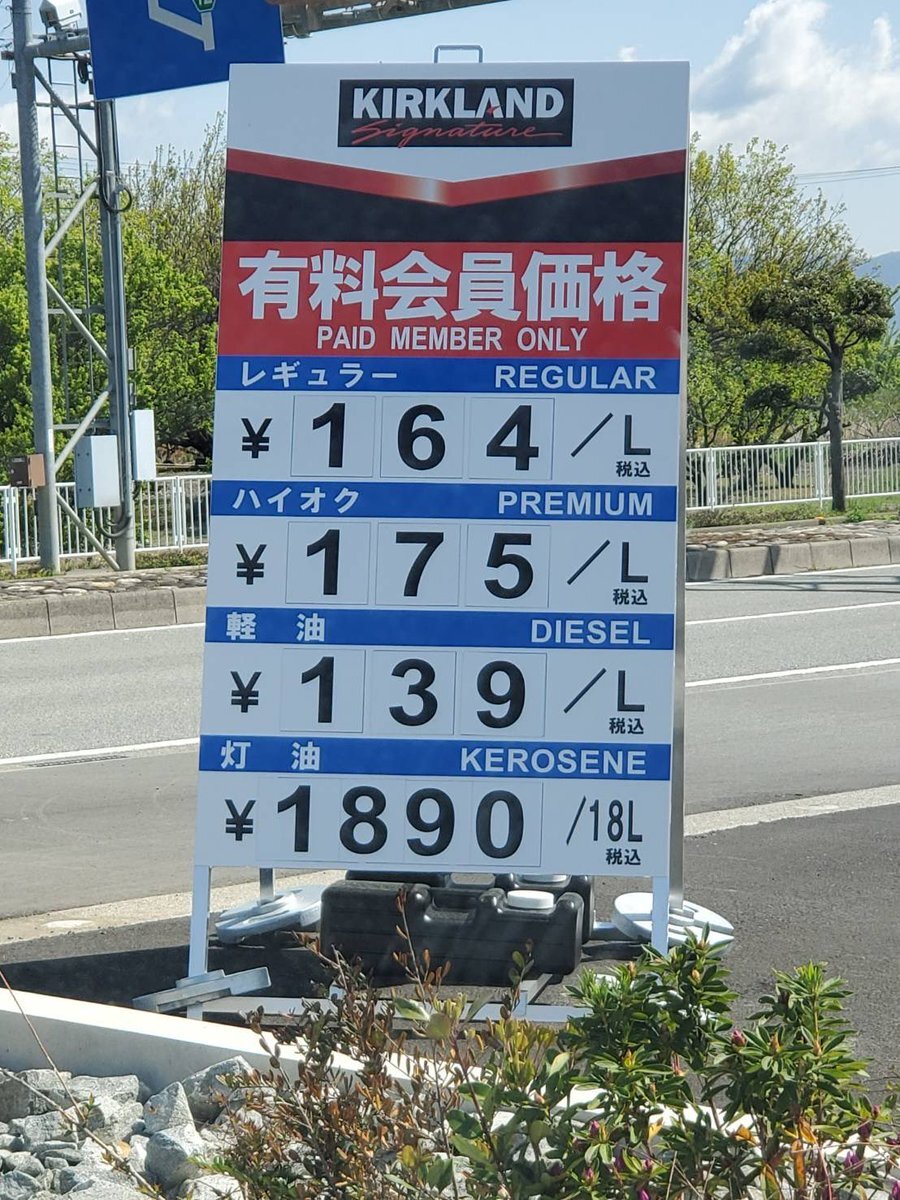 KIRKLAND
Signature
有料会員価格
PAID MEMBER ONLY
レギュラー REGULAR
¥ 164 /L
税込
ハイオク PREMIUM
¥ 175 /L
税込
軽 油 DIESEL
¥ 139 /L
税込
灯 油 KEROSENE
¥ 1890 /18L
税込